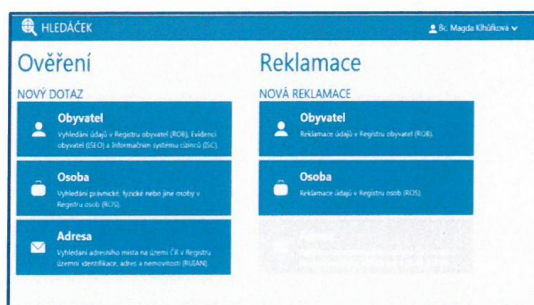 HLEDÁČEK
Bc. Magda Klhůfková
Ověření
NOVÝ DOTAZ
Obyvatel
Vyhledání údajů v Registru obyvatel (ROB), Evidenci
obyvatel (ISEO) a Informačním systému cizinců (ISC).
Osoba
Vyhledání právnické, fyzické nebo jiné osoby v
Registru osob (ROS).
Adresa
Vyhledání adresního místa na území ČR v Registru
územní identifikace, adres a nemovitostí (RUIAN).
Reklamace
NOVÁ REKLAMACE
Obyvatel
Reklamace údajů v Registru obyvatel (ROB).
Osoba
Reklamace údajů v Registru osob (ROS).